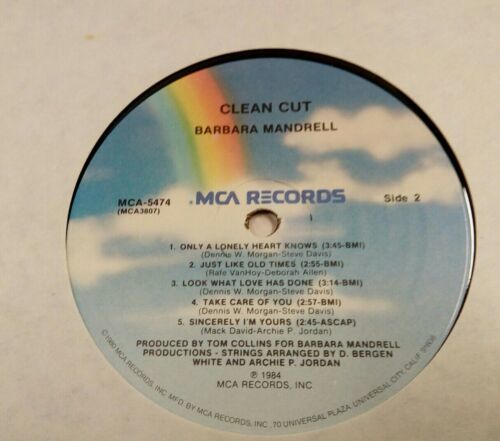 CLEAN CUT
BARBARA MANDRELL
MCA-5474
(MCA3807)
MCA RECORDS
Side 2
1. ONLY A LONELY HEART KNOWS (3:45-BMI)
(Dennis W. Morgan-Steve Davis)
2. JUST LIKE OLD TIMES (2:55-BMI)
(Rafe VanHoy-Deborah Allen)
3. LOOK WHAT LOVE HAS DONE (3:14-BMI)
(Dennis W. Morgan-Steve Davis)
4. TAKE CARE OF YOU (2:57-BMI)
(Dennis W. Morgan-Steve Davis)
5. SINCERELY I'M YOURS (2:45-ASCAP)
(Mack David-Archie P. Jordan)
PRODUCED BY TOM COLLINS FOR BARBARA MANDRELL
PRODUCTIONS - STRINGS ARRANGED BY D. BERGEN
WHITE AND ARCHIE P. JORDAN
℗ 1984
MCA RECORDS, INC
©1980 MCA RECORDS, INC. MFD. BY MCA RECORDS, INC., 70 UNIVERSAL PLAZA, UNIVERSAL CITY, CALIF. 91608